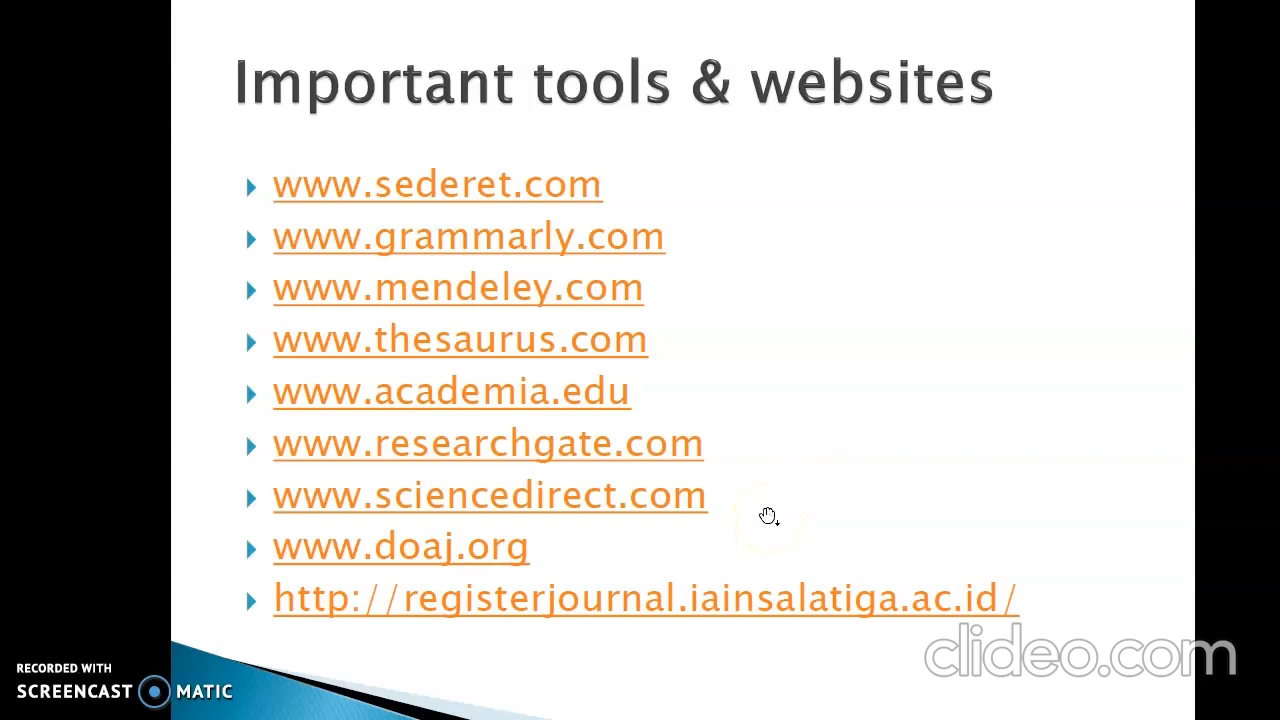 Important tools & websites
www.sederet.com
www.grammarly.com
www.mendeley.com
www.thesaurus.com
www.academia.edu
www.researchgate.com
www.sciencedirect.com
www.doaj.org
http://registerjournal.iainsalatiga.ac.id/
clideo.com
RECORDED WITH
SCREENCAST MATIC